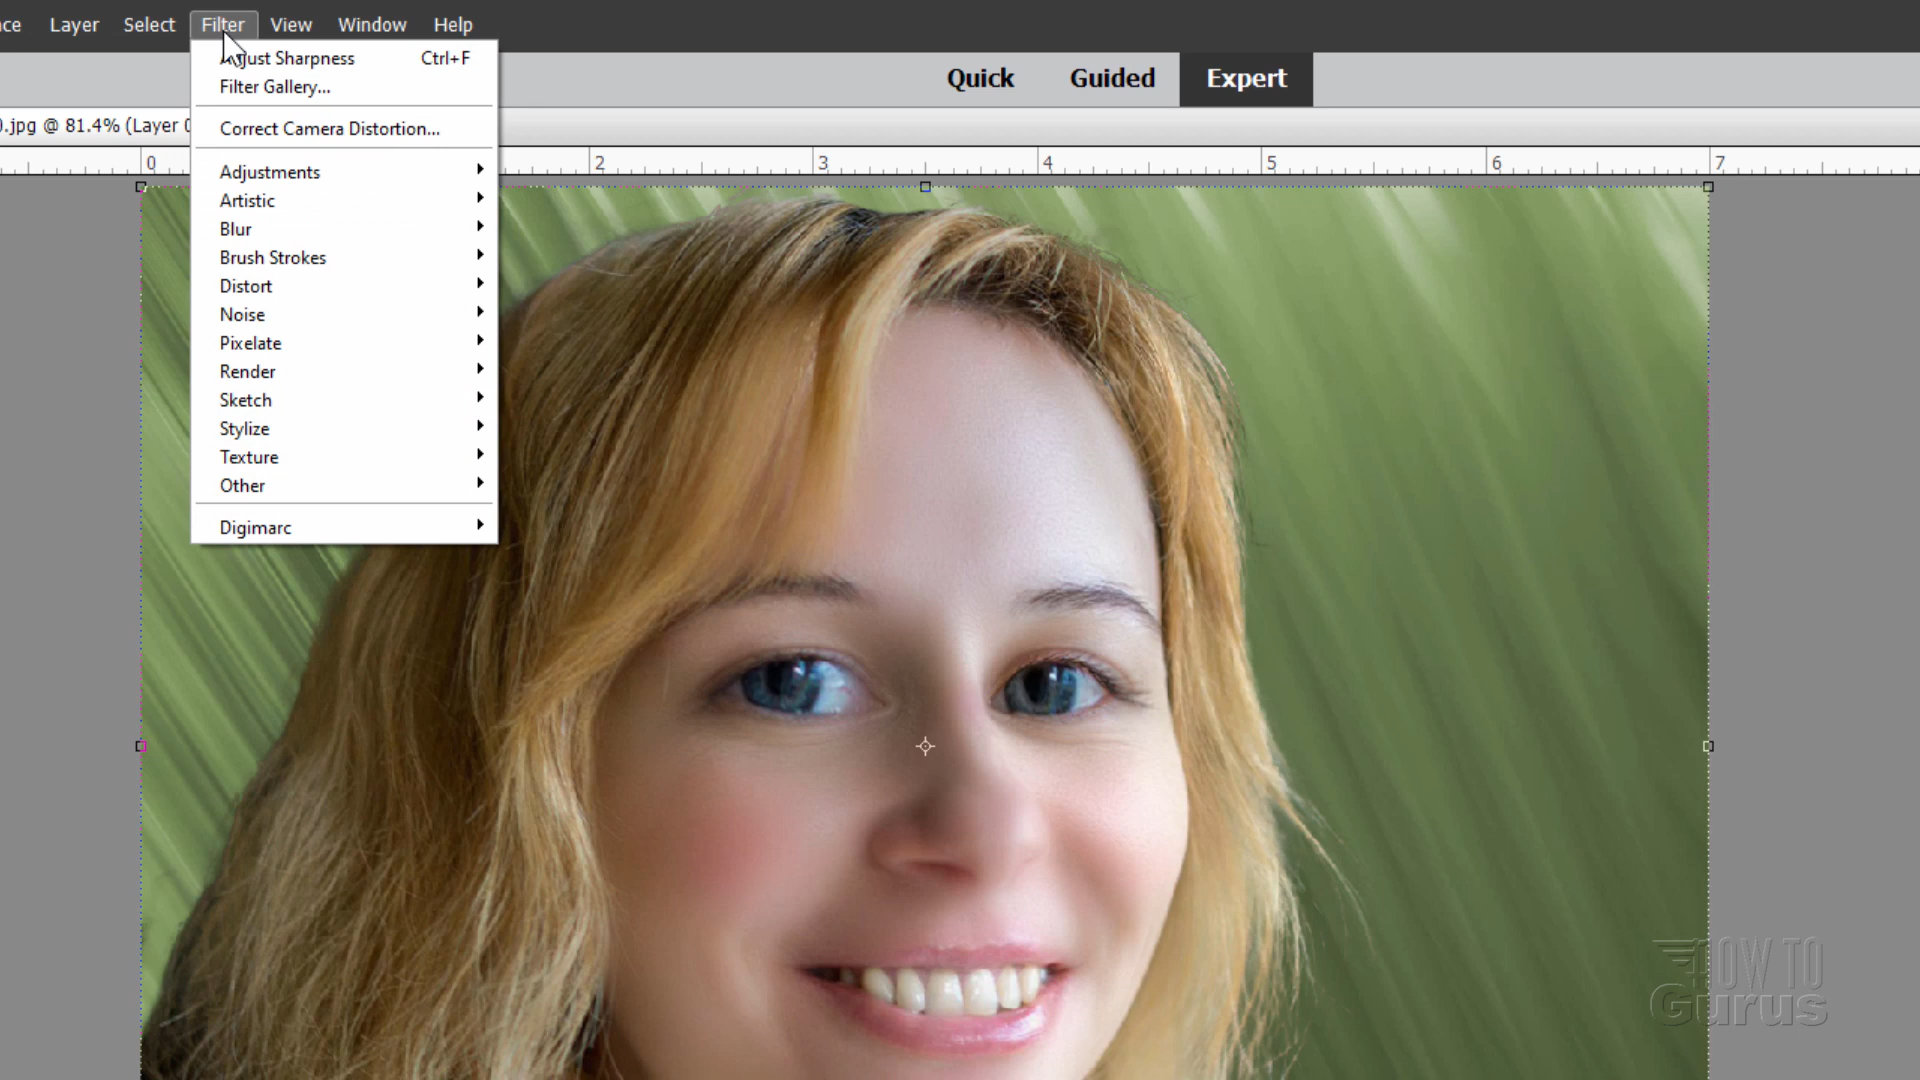 nce Layer Select Filter View Window Help
Adjust Sharpness Ctrl+F
Filter Gallery...
Quick Guided Expert
).jpg @ 81.4% (Layer 0
Correct Camera Distortion...
0 2 3 4 5 6 7
Adjustments
Artistic
Blur
Brush Strokes
Distort
Noise
Pixelate
Render
Sketch
Stylize
Texture
Other
Digimarc
HOW TO
Gurus